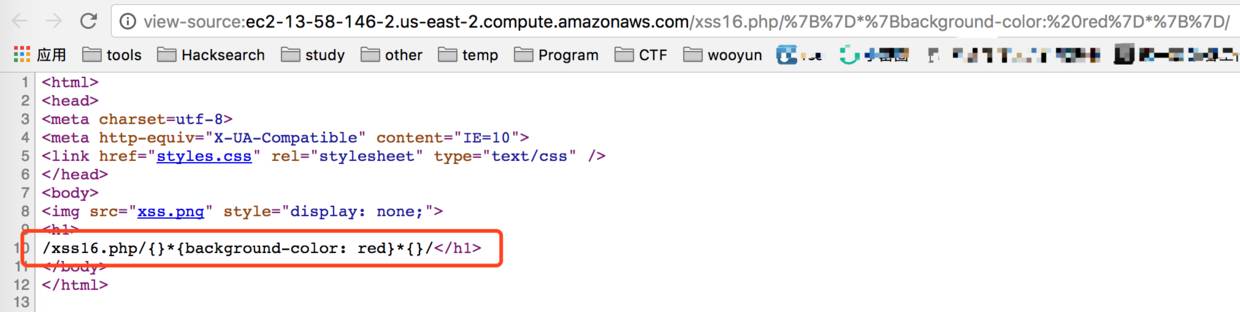 view-source:ec2-13-58-146-2.us-east-2.compute.amazonaws.com/xss16.php/%7B%7D*%7Bbackground-color:%20red%7D*%7B%7D/
应用 tools Hacksearch study other temp Program CTF wooyun
1 <html>
2 <head>
3 <meta charset=utf-8>
4 <meta http-equiv="X-UA-Compatible" content="IE=10">
5 <link href="styles.css" rel="stylesheet" type="text/css" />
6 </head>
7 <body>
8 <img src="xss.png" style="display: none;">
9 <h1>
10 /xss16.php/{}*{background-color: red}*{}/</h1>
11 </body>
12 </html>
13